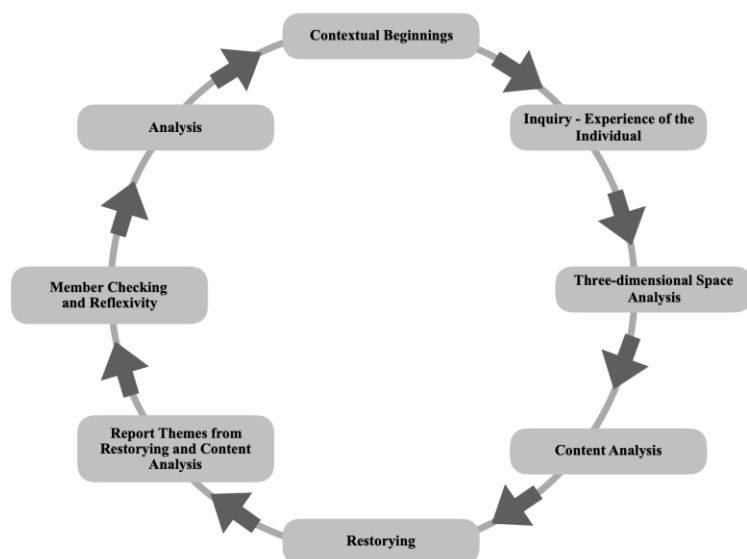 Contextual Beginnings
Inquiry - Experience of the
Individual
Three-dimensional Space
Analysis
Content Analysis
Restorying
Report Themes from
Restorying and Content
Analysis
Member Checking
and Reflexivity
Analysis